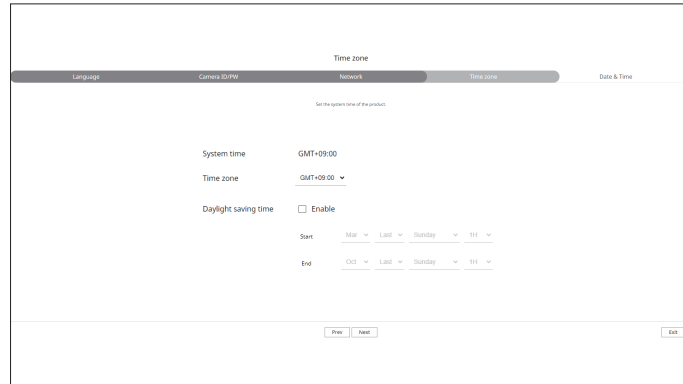 Time zone
Language Camera ID/PW Network Time zone Date & Time
Set the system time of the product.
System time GMT+09:00
Time zone GMT+09:00
Daylight saving time Enable
Start Mar Last Sunday 1H
End Oct Last Sunday 1H
Prev Next Exit